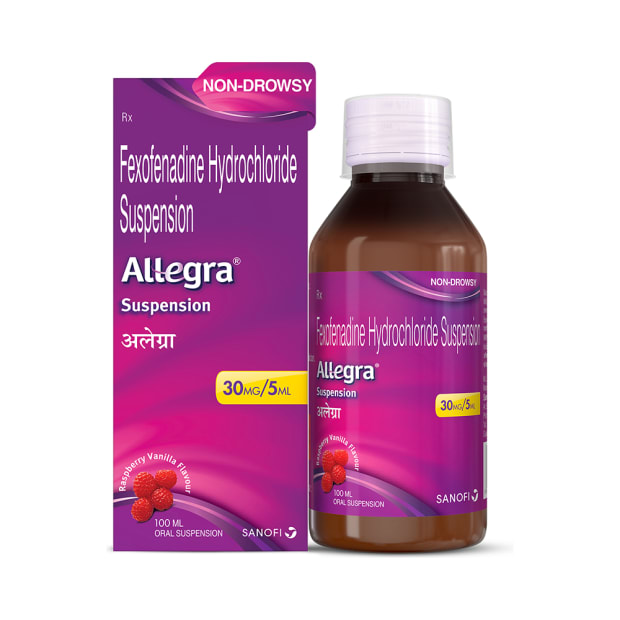 NON-DROWSY
Rx
Fexofenadine Hydrochloride
Suspension
Allegra®
Suspension
अलेग्रा
30MG/5ML
Raspberry Vanilla Flavour
100 ML
ORAL SUSPENSION
SANOFI
NON-DROWSY
Rx
Fexofenadine Hydrochloride Suspension
Allegra®
Suspension
अलेग्रा
30MG/5ML
Raspberry Vanilla Flavour
100 ML
ORAL SUSPENSION
SANOFI